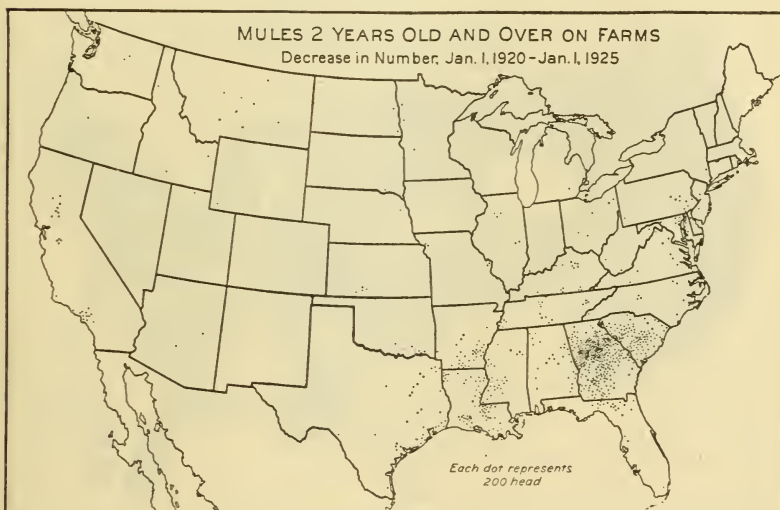 MULES 2 YEARS OLD AND OVER ON FARMS
Decrease in Number, Jan. 1, 1920-Jan. 1, 1925
Each dot represents
200 head